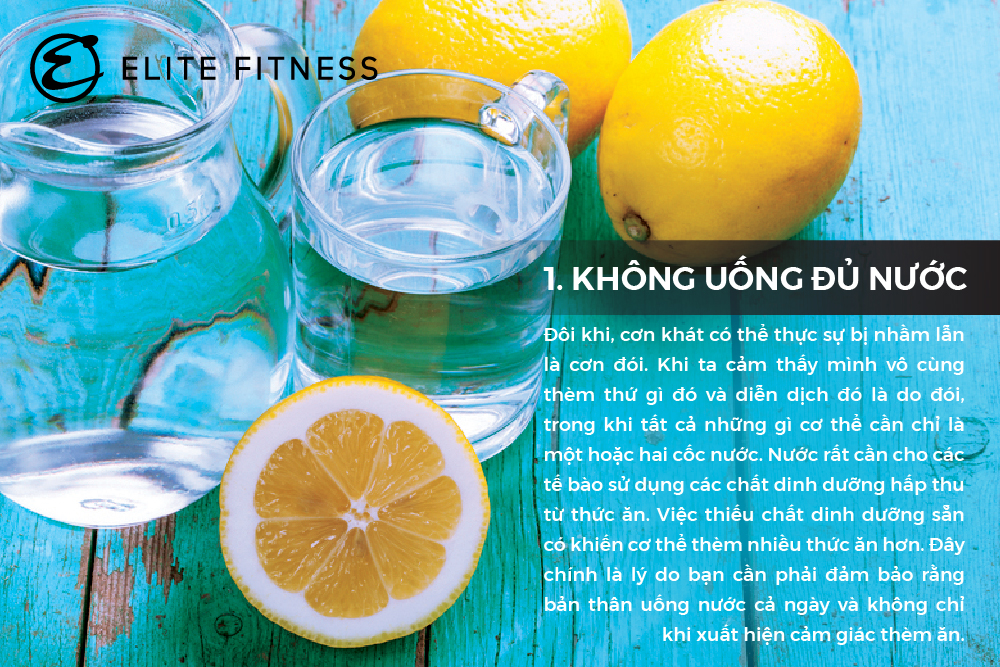 ELITE FITNESS
0.5L
1. KHÔNG UỐNG ĐỦ NƯỚC
Đôi khi, cơn khát có thể thực sự bị nhầm lẫn
là cơn đói. Khi ta cảm thấy mình vô cùng
thèm thứ gì đó và diễn dịch đó là do đói,
trong khi tất cả những gì cơ thể cần chỉ là
một hoặc hai cốc nước. Nước rất cần cho các
tế bào sử dụng các chất dinh dưỡng hấp thu
từ thức ăn. Việc thiếu chất dinh dưỡng sẵn
có khiến cơ thể thèm nhiều thức ăn hơn. Đây
chính là lý do bạn cần phải đảm bảo rằng
bản thân uống nước cả ngày và không chỉ
khi xuất hiện cảm giác thèm ăn.